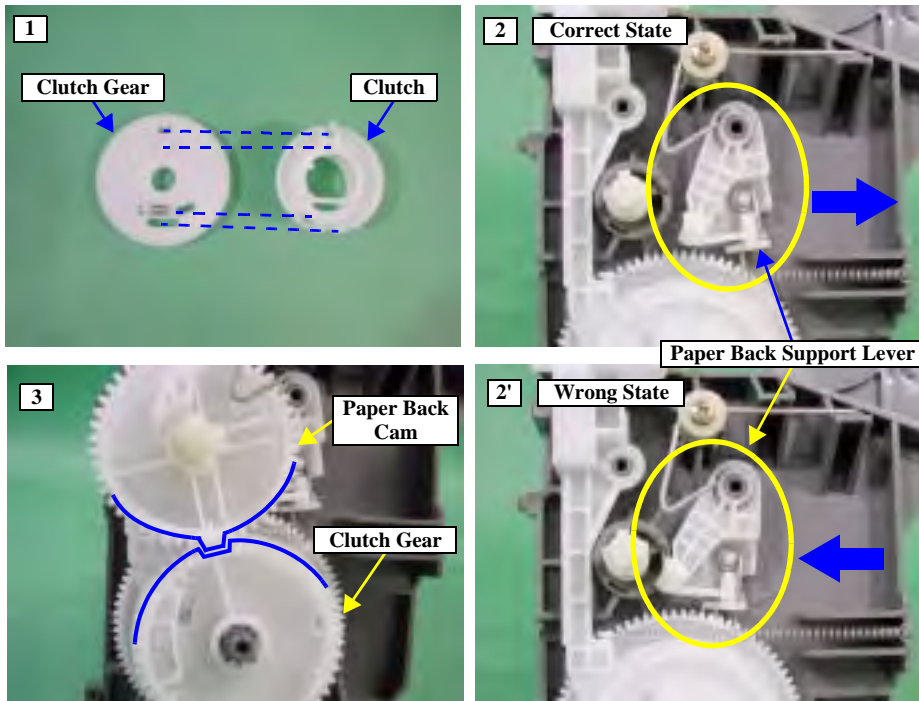 1
Clutch Gear
Clutch
2 Correct State
Paper Back Support Lever
3
Paper Back
Cam
Clutch Gear
2' Wrong State